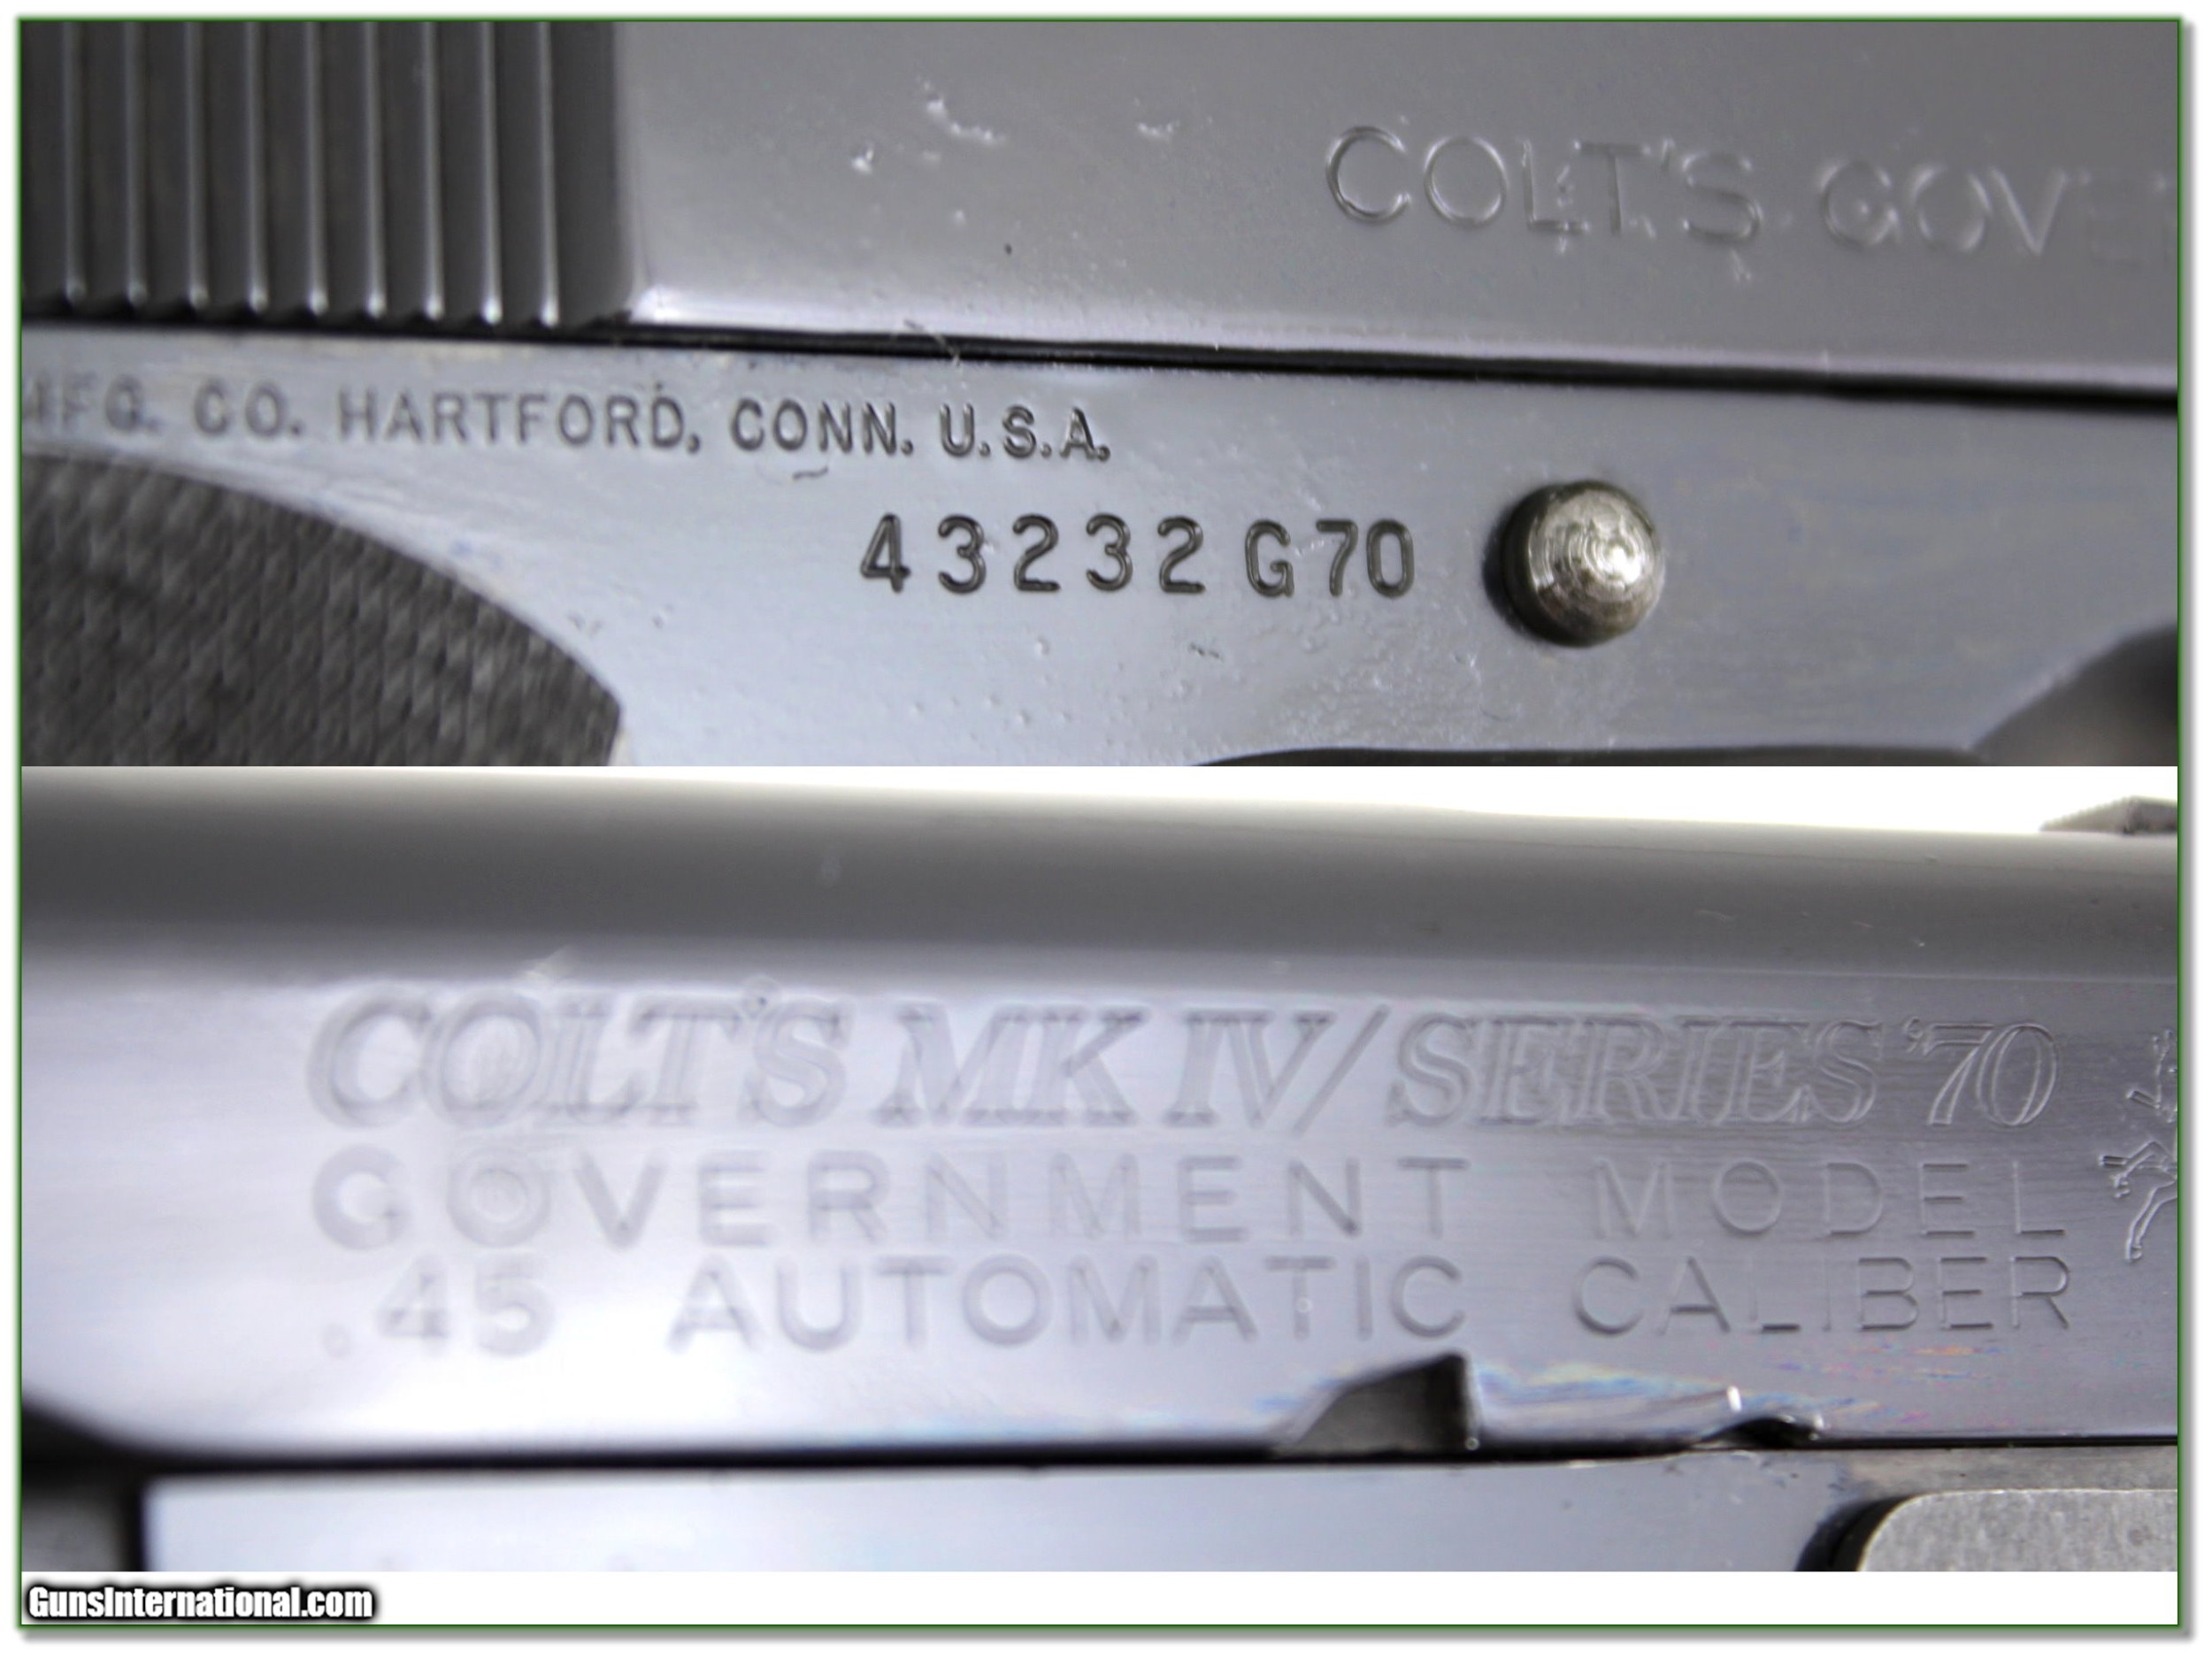 COLT'S GOVE
MFG. CO. HARTFORD, CONN. U.S.A.
43232 G70
COLT'S MK IV/SERIES '70
GOVERNMENT MODEL
.45 AUTOMATIC CALIBER
GunsInternational.com